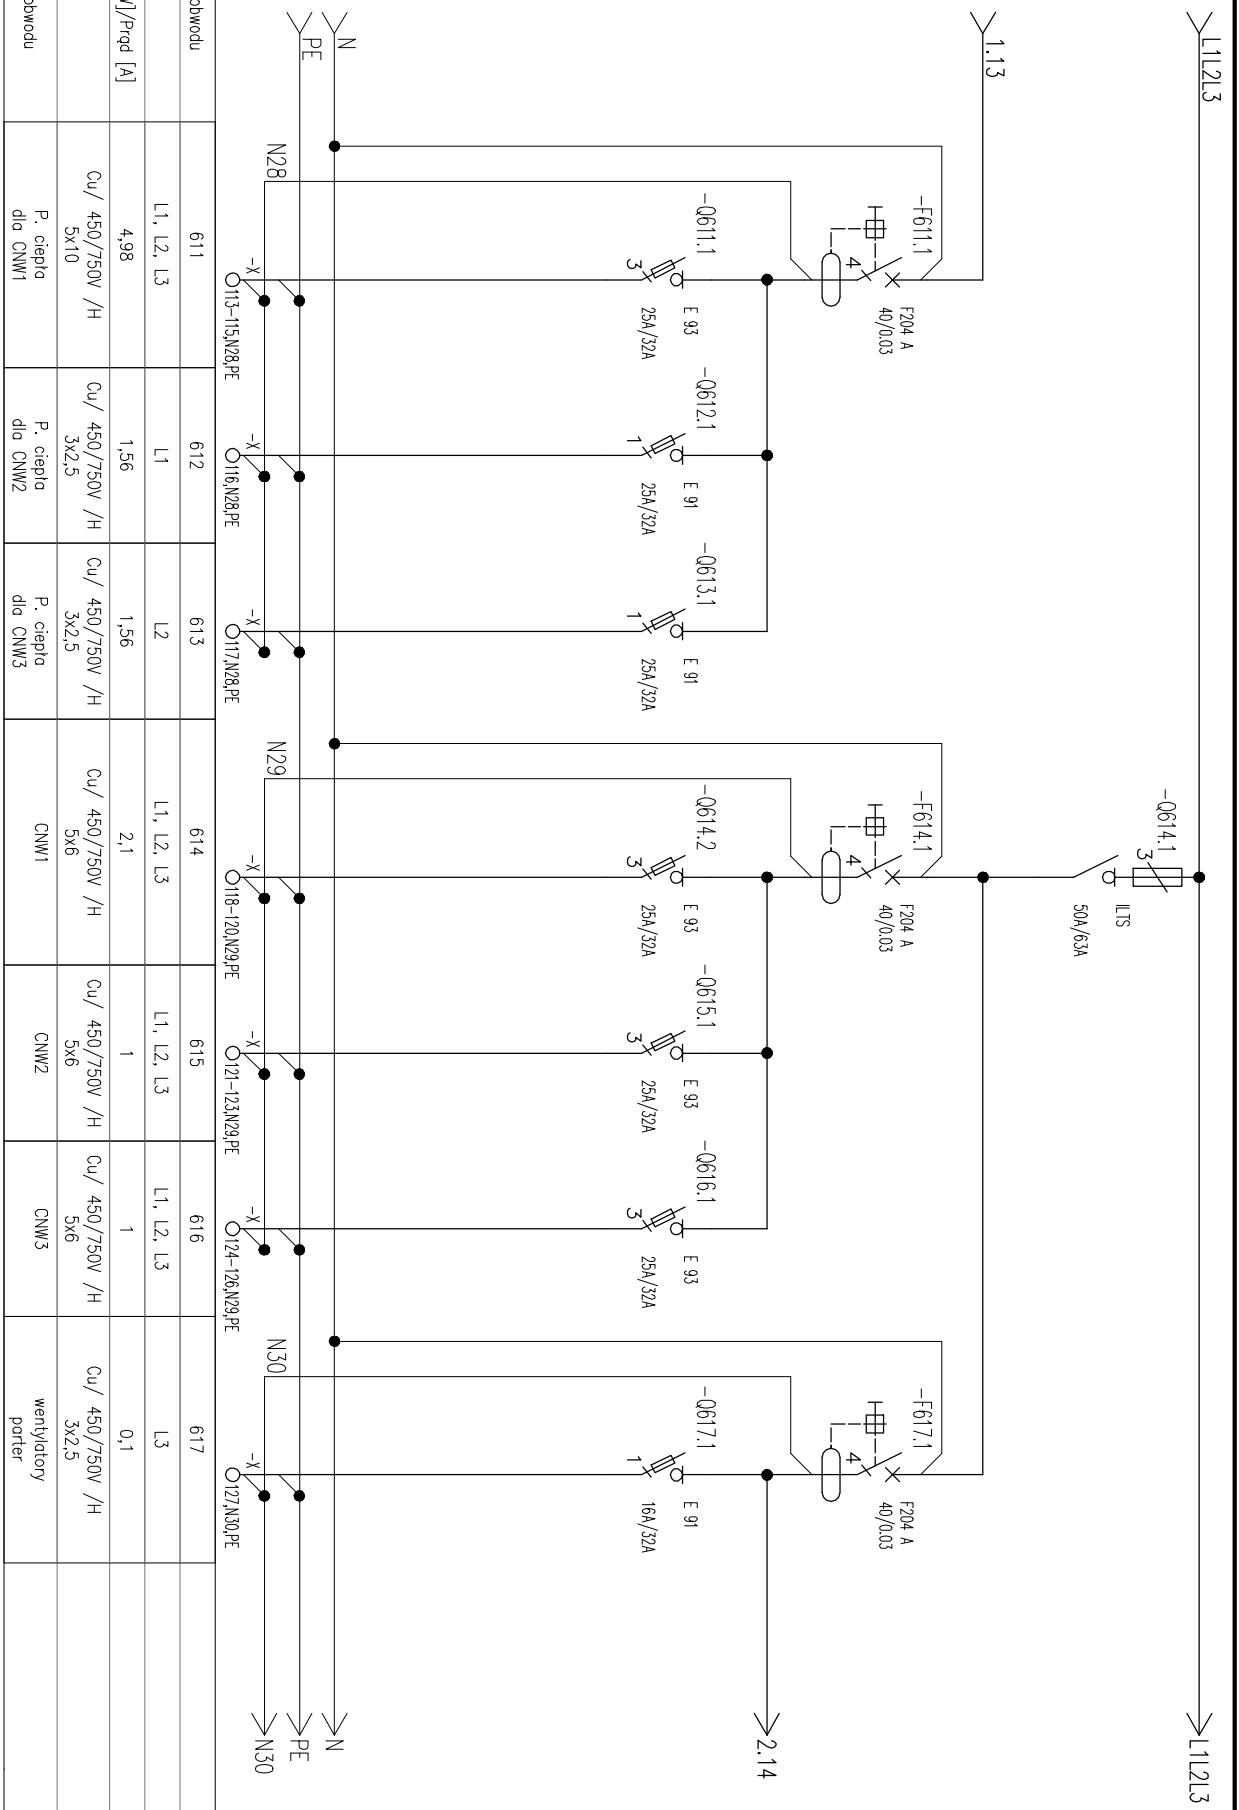 L1L2L3
L1L2L3
-Q614.1
3
ILTS
50A/63A
1.13
-F611.1
4
F204 A
40/0.03
-F614.1
4
F204 A
40/0.03
-F617.1
4
F204 A
40/0.03
2.14
-Q611.1
3
E 93
25A/32A
-Q612.1
1
E 91
25A/32A
-Q613.1
1
E 91
25A/32A
-Q614.2
3
E 93
25A/32A
-Q615.1
3
E 93
25A/32A
-Q616.1
3
E 93
25A/32A
-Q617.1
1
E 91
16A/32A
N
N
PE
PE
N28
N29
N30
N30
-X
113-115,N28,PE
-X
116,N28,PE
-X
117,N28,PE
-X
118-120,N29,PE
-X
121-123,N29,PE
-X
124-126,N29,PE
-X
127,N30,PE
obwodu
611
612
613
614
615
616
617
L1, L2, L3
L1
L2
L1, L2, L3
L1, L2, L3
L1, L2, L3
L3
W]/Prąd [A]
4,98
1,56
1,56
2,1
1
1
0,1
Cu/ 450/750V /H
5x10
Cu/ 450/750V /H
3x2,5
Cu/ 450/750V /H
3x2,5
Cu/ 450/750V /H
5x6
Cu/ 450/750V /H
5x6
Cu/ 450/750V /H
5x6
Cu/ 450/750V /H
3x2,5
obwodu
P. ciepła
dla CNW1
P. ciepła
dla CNW2
P. ciepła
dla CNW3
CNW1
CNW2
CNW3
wentylatory
parter